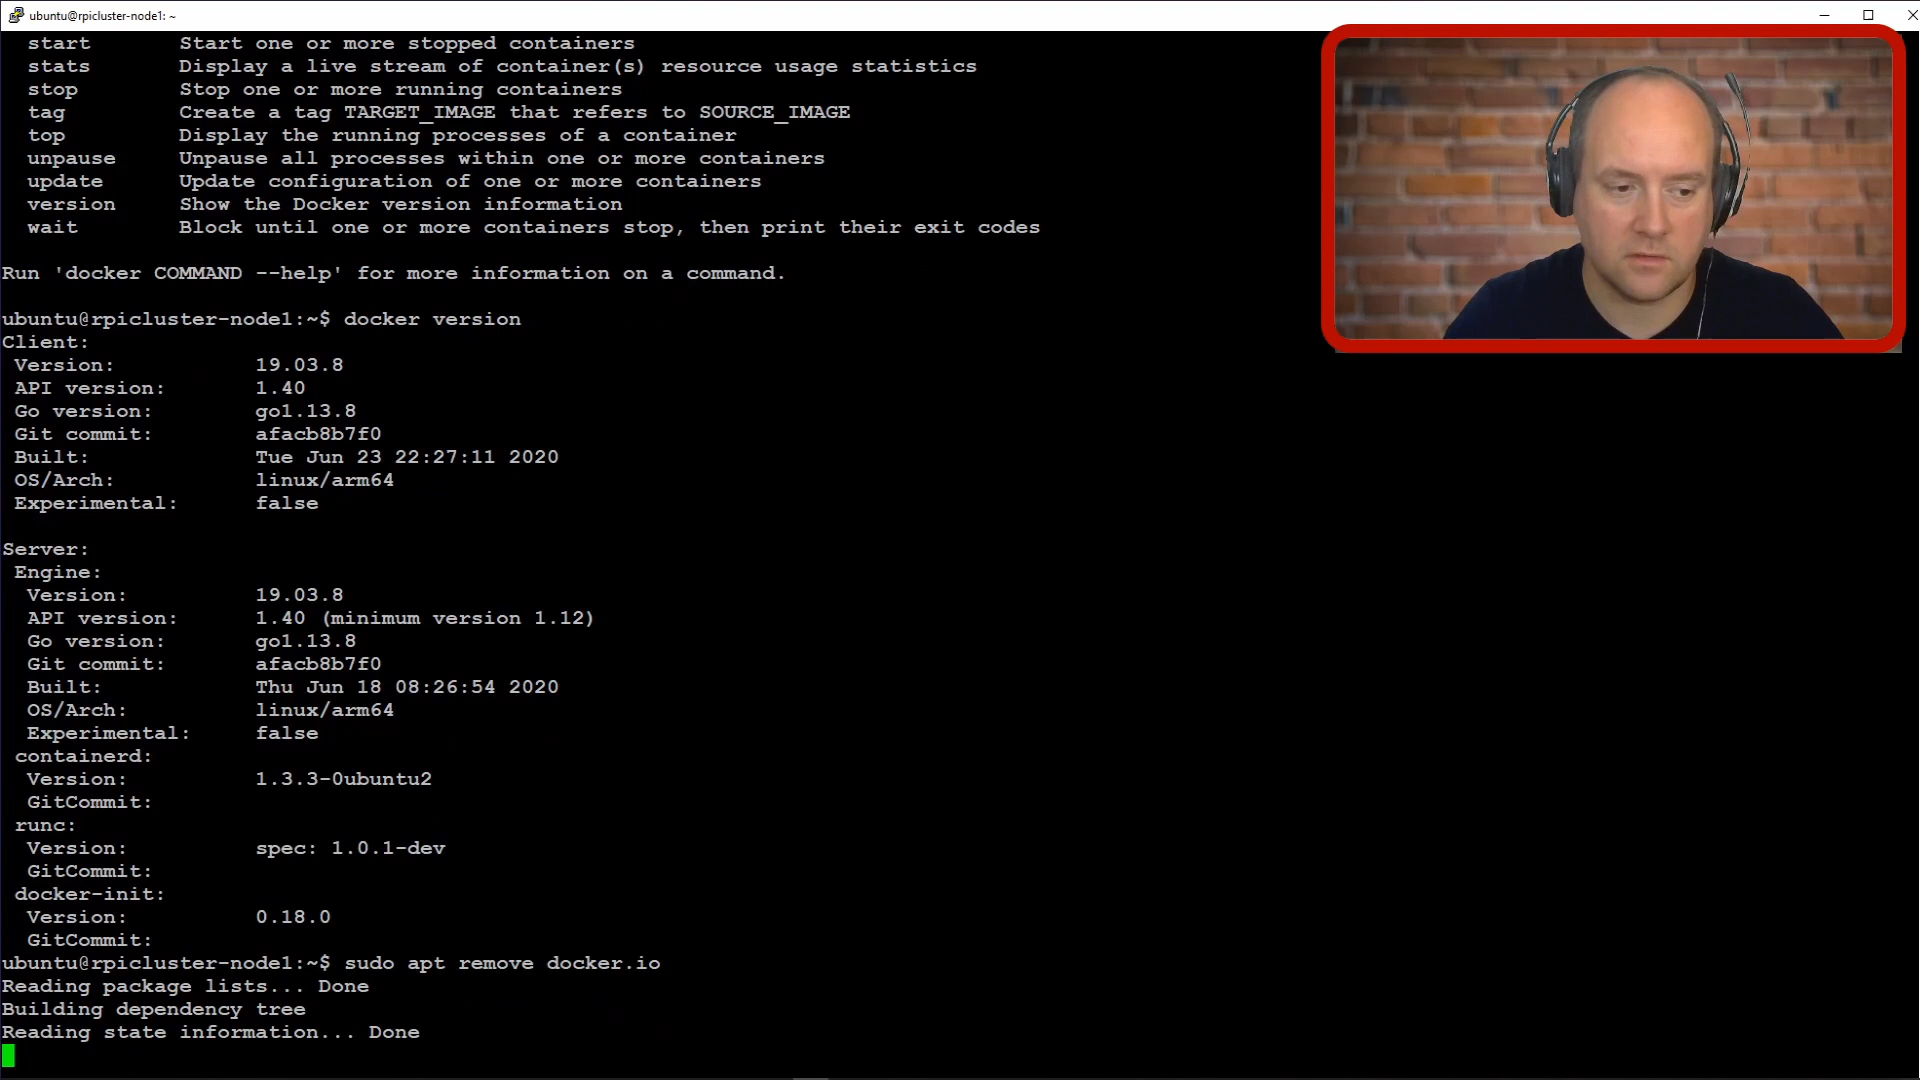 ubuntu@rpicluster-node1: ~
start Start one or more stopped containers
stats Display a live stream of container(s) resource usage statistics
stop Stop one or more running containers
tag Create a tag TARGET_IMAGE that refers to SOURCE_IMAGE
top Display the running processes of a container
unpause Unpause all processes within one or more containers
update Update configuration of one or more containers
version Show the Docker version information
wait Block until one or more containers stop, then print their exit codes
Run 'docker COMMAND --help' for more information on a command.
ubuntu@rpicluster-node1:~$ docker version
Client:
Version: 19.03.8
API version: 1.40
Go version: go1.13.8
Git commit: afacb8b7f0
Built: Tue Jun 23 22:27:11 2020
OS/Arch: linux/arm64
Experimental: false
Server:
Engine:
Version: 19.03.8
API version: 1.40 (minimum version 1.12)
Go version: go1.13.8
Git commit: afacb8b7f0
Built: Thu Jun 18 08:26:54 2020
OS/Arch: linux/arm64
Experimental: false
containerd:
Version: 1.3.3-0ubuntu2
GitCommit:
runc:
Version: spec: 1.0.1-dev
GitCommit:
docker-init:
Version: 0.18.0
GitCommit:
ubuntu@rpicluster-node1:~$ sudo apt remove docker.io
Reading package lists... Done
Building dependency tree
Reading state information... Done